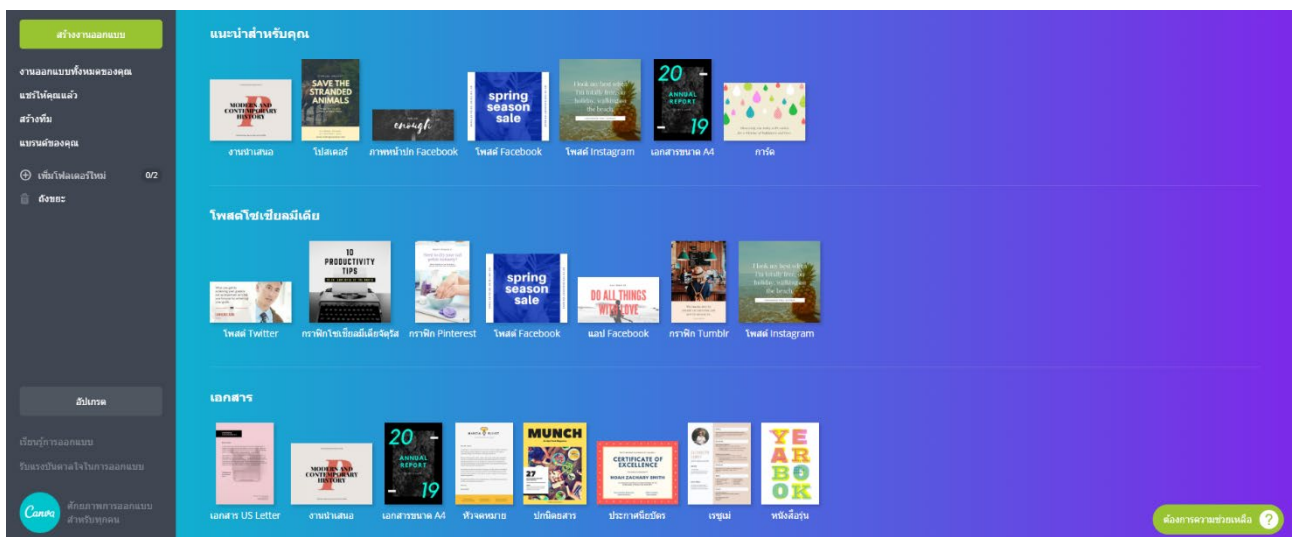 สร้างงานออกแบบ
งานออกแบบทั้งหมดของคุณ
แชร์ให้คุณแล้ว
สร้างทีม
แบรนด์ของคุณ
เพิ่มโฟลเดอร์ใหม่ 0/2
ถังขยะ
อัปเกรด
เรียนรู้การออกแบบ
รับแรงบันดาลใจในการออกแบบ
Canva
ศักยภาพการออกแบบ
สำหรับทุกคน
แนะนำสำหรับคุณ
MODERN AND
CONTEMPORARY
HISTORY
SAVE THE
STRANDED
ANIMALS
enough
spring
season
sale
20
ANNUAL
REPORT
19
งานนำเสนอ โปสเตอร์ ภาพหน้าปก Facebook โพสต์ Facebook โพสต์ Instagram เอกสารขนาด A4 การ์ด
โพสต์โซเชียลมีเดีย
10
PRODUCTIVITY
TIPS
spring
season
sale
DO ALL THINGS
WITH LOVE
โพสต์ Twitter กราฟิกโซเชียลมีเดียจัตุรัส กราฟิก Pinterest โพสต์ Facebook แอป Facebook กราฟิก Tumblr โพสต์ Instagram
เอกสาร
MODERN AND
CONTEMPORARY
HISTORY
20
ANNUAL
REPORT
19
MUNCH
27
CERTIFICATE OF
EXCELLENCE
NOAH ZACHARY SMITH
YE
AR
BO
OK
เอกสาร US Letter งานนำเสนอ เอกสารขนาด A4 หัวจดหมาย ปกนิตยสาร ประกาศนียบัตร เรซูเม่ หนังสือรุ่น
ต้องการความช่วยเหลือ ?